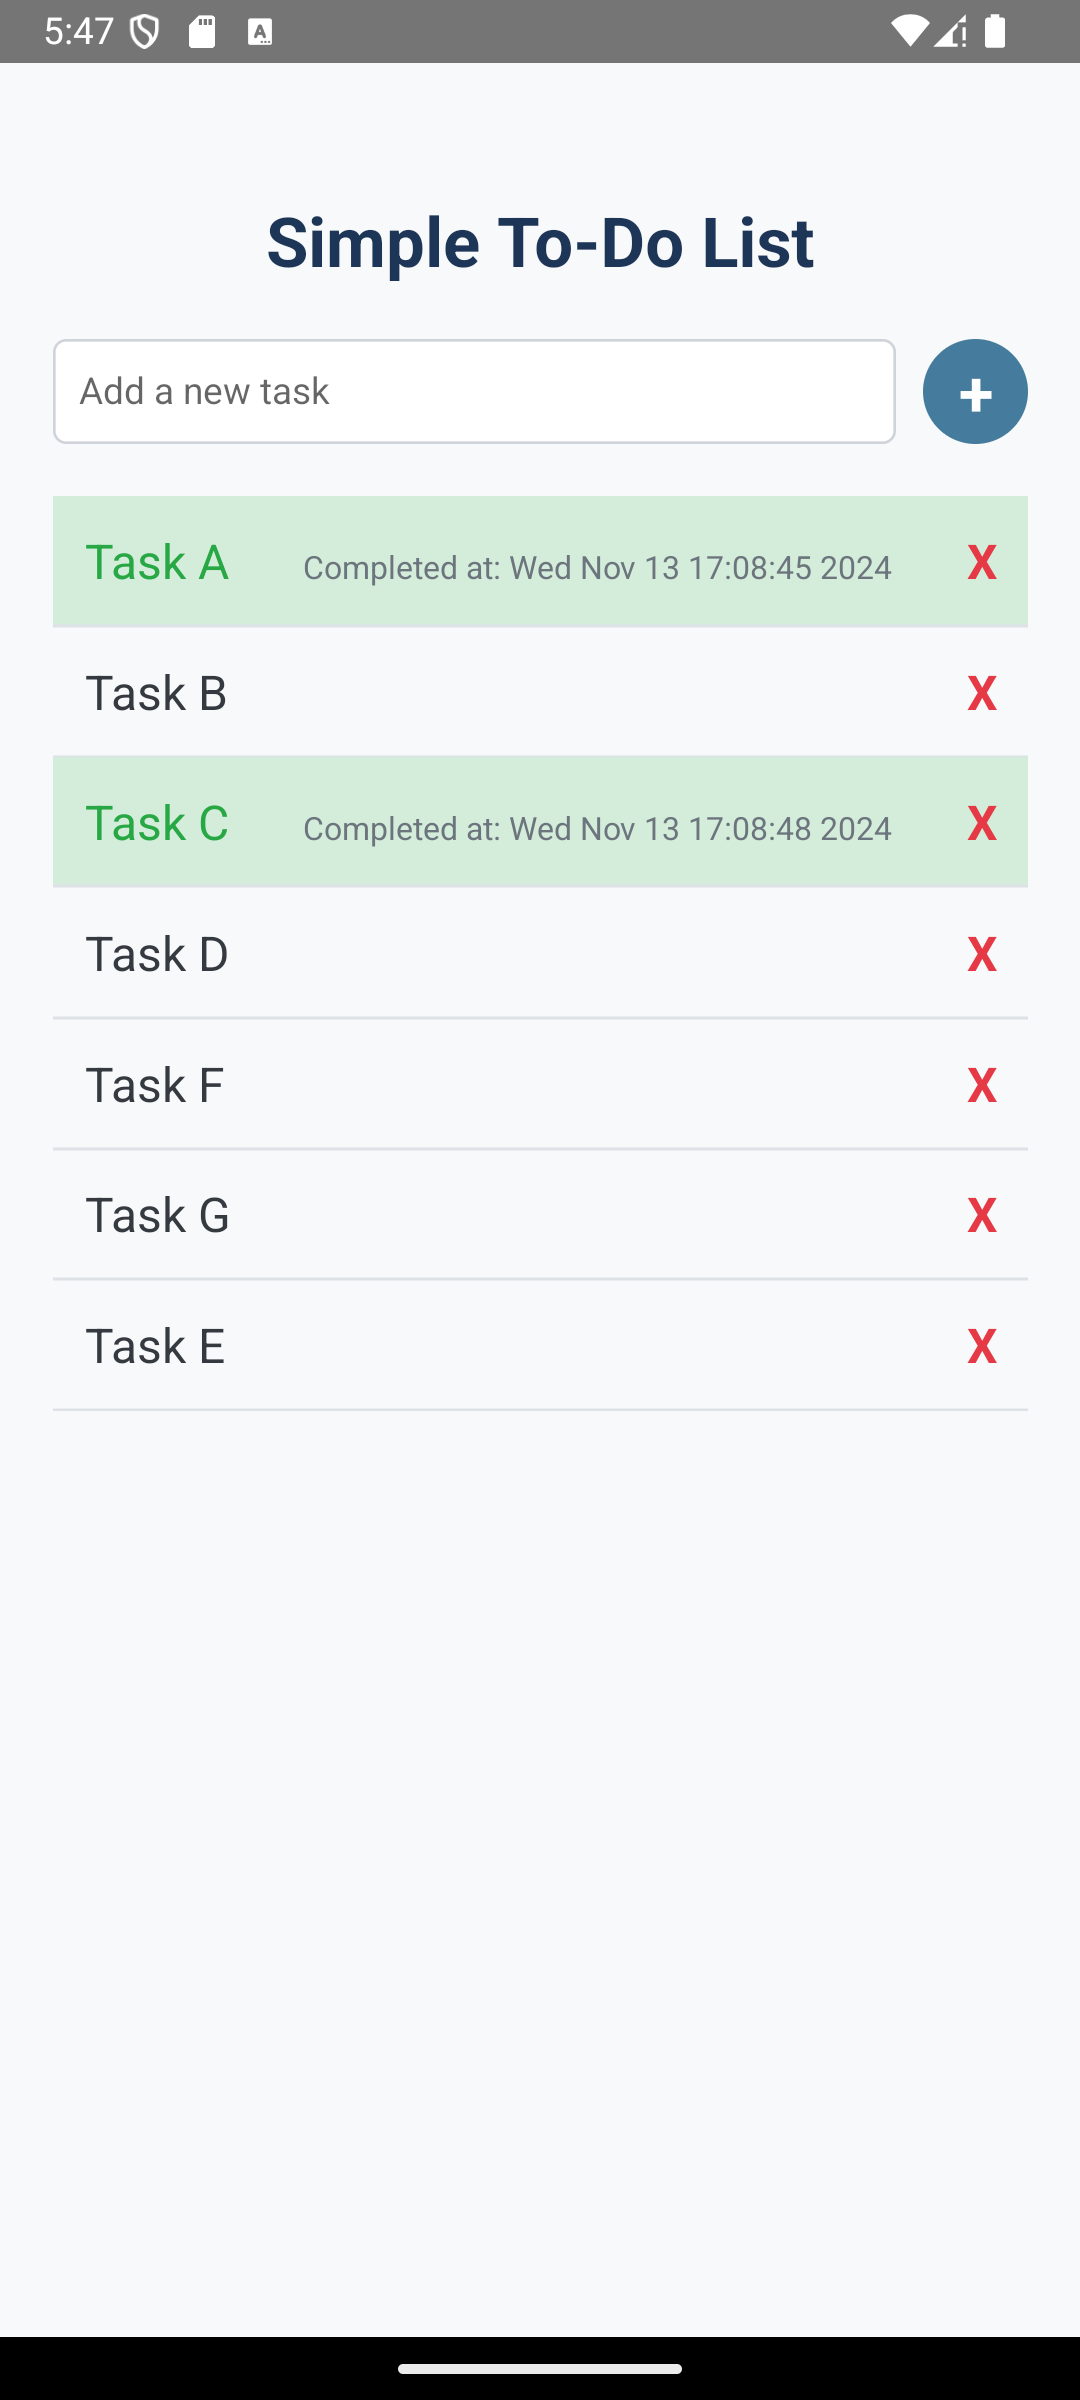 5:47
Simple To-Do List
Add a new task
+
Task A Completed at: Wed Nov 13 17:08:45 2024 X
Task B X
Task C Completed at: Wed Nov 13 17:08:48 2024 X
Task D X
Task F X
Task G X
Task E X